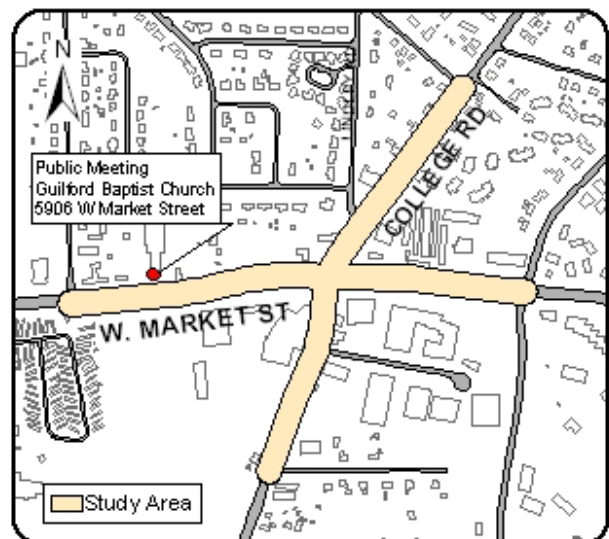 N
Public Meeting
Guilford Baptist Church
5906 W Market Street
COLLEGE RD
W. MARKET ST
Study Area